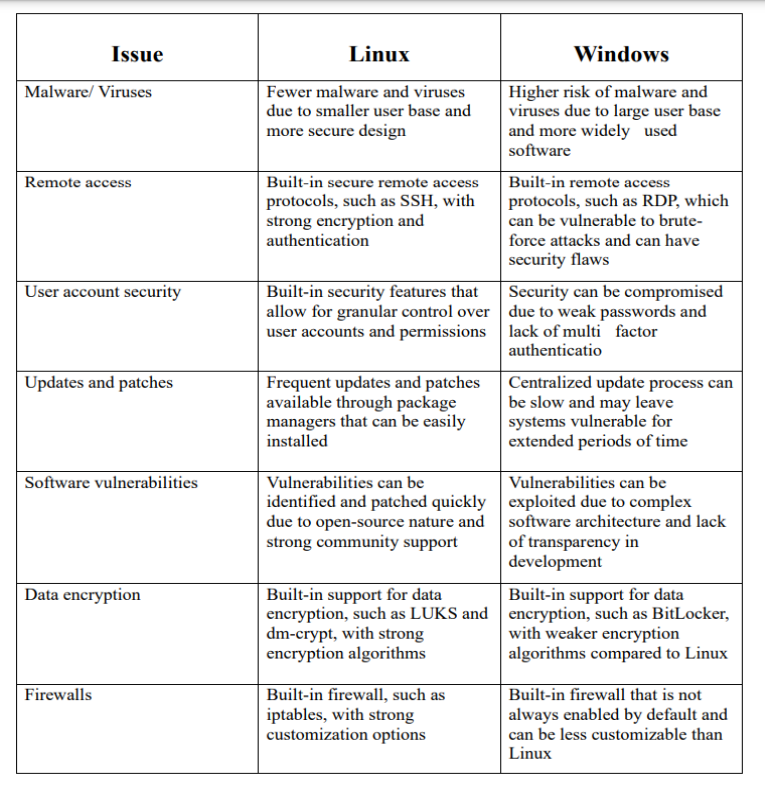 Issue Linux Windows
Malware/ Viruses
Fewer malware and viruses
due to smaller user base and
more secure design
Higher risk of malware and
viruses due to large user base
and more widely used
software
Remote access
Built-in secure remote access
protocols, such as SSH, with
strong encryption and
authentication
Built-in remote access
protocols, such as RDP, which
can be vulnerable to brute-
force attacks and can have
security flaws
User account security
Built-in security features that
allow for granular control over
user accounts and permissions
Security can be compromised
due to weak passwords and
lack of multi factor
authenticatio
Updates and patches
Frequent updates and patches
available through package
managers that can be easily
installed
Centralized update process can
be slow and may leave
systems vulnerable for
extended periods of time
Software vulnerabilities
Vulnerabilities can be
identified and patched quickly
due to open-source nature and
strong community support
Vulnerabilities can be
exploited due to complex
software architecture and lack
of transparency in
development
Data encryption
Built-in support for data
encryption, such as LUKS and
dm-crypt, with strong
encryption algorithms
Built-in support for data
encryption, such as BitLocker,
with weaker encryption
algorithms compared to Linux
Firewalls
Built-in firewall, such as
iptables, with strong
customization options
Built-in firewall that is not
always enabled by default and
can be less customizable than
Linux